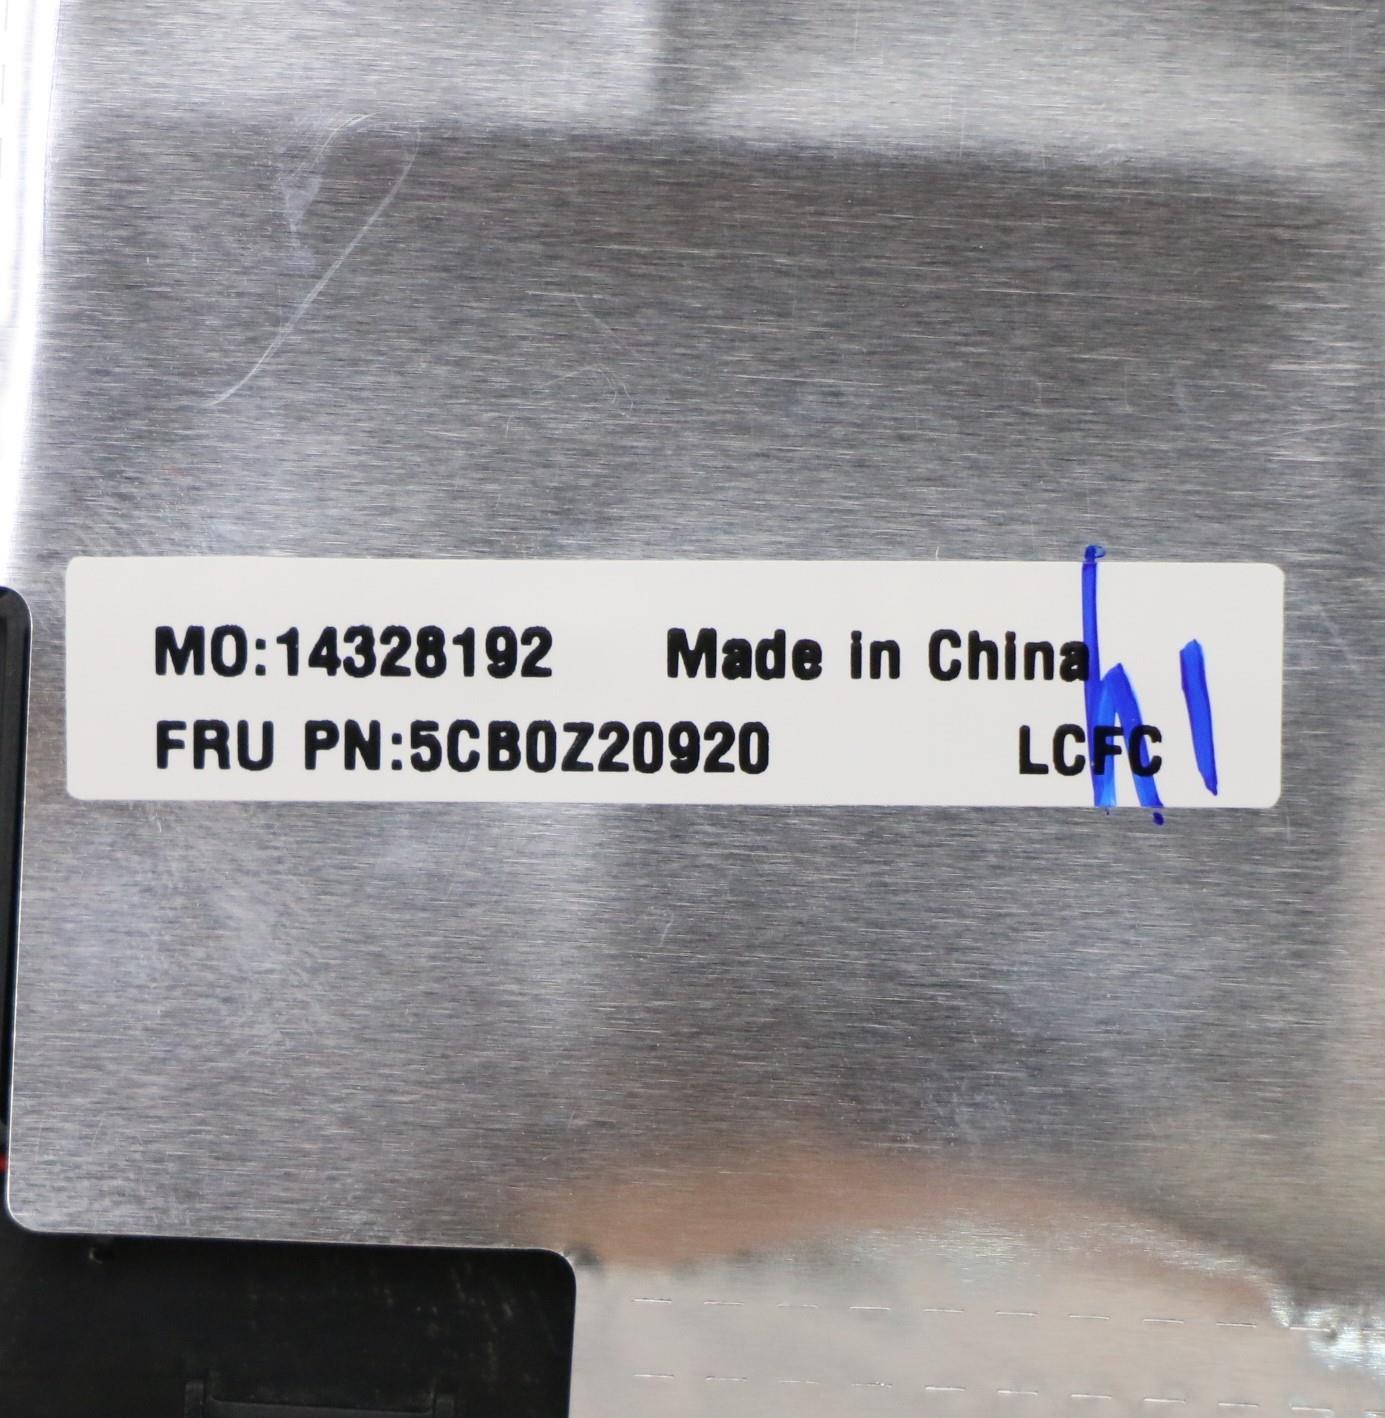 MO:14328192 Made in China
FRU PN:5CB0Z20920 LCFC